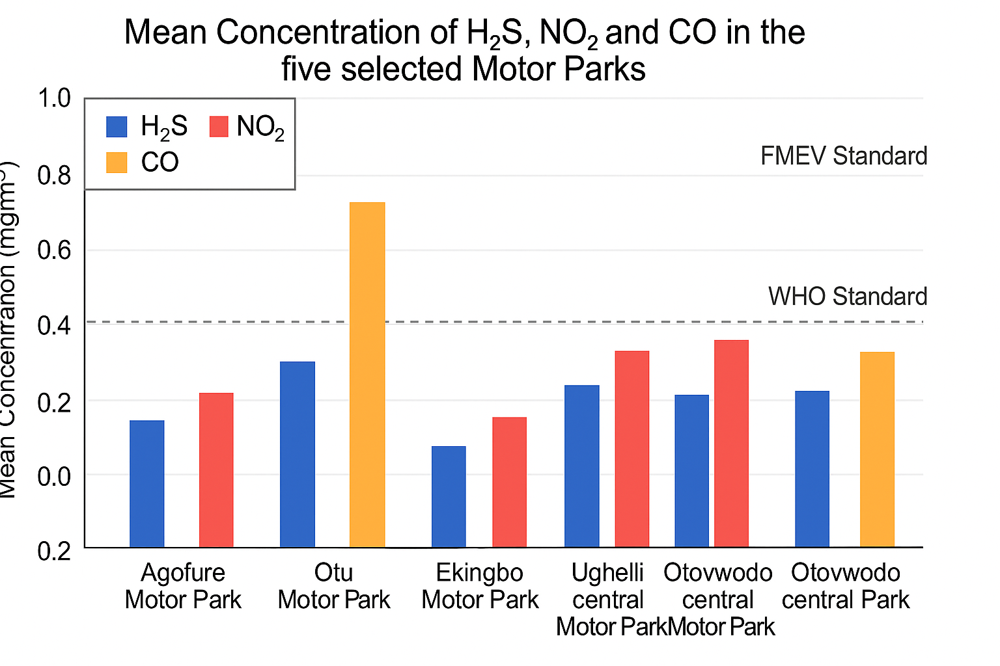 Mean Concentration of H₂S, NO₂ and CO in the
five selected Motor Parks
H₂S NO₂
CO
FMEV Standard
WHO Standard
Mean Concenrranon (mgm³)
1.0
0.8
0.6
0.4
0.2
0.0
0.2
Agofure
Motor Park
Otu
Motor Park
Ekingbo
Motor Park
Ughelli
central
Motor Park
Otovwodo
central
Motor Park
Otovwodo
central Park